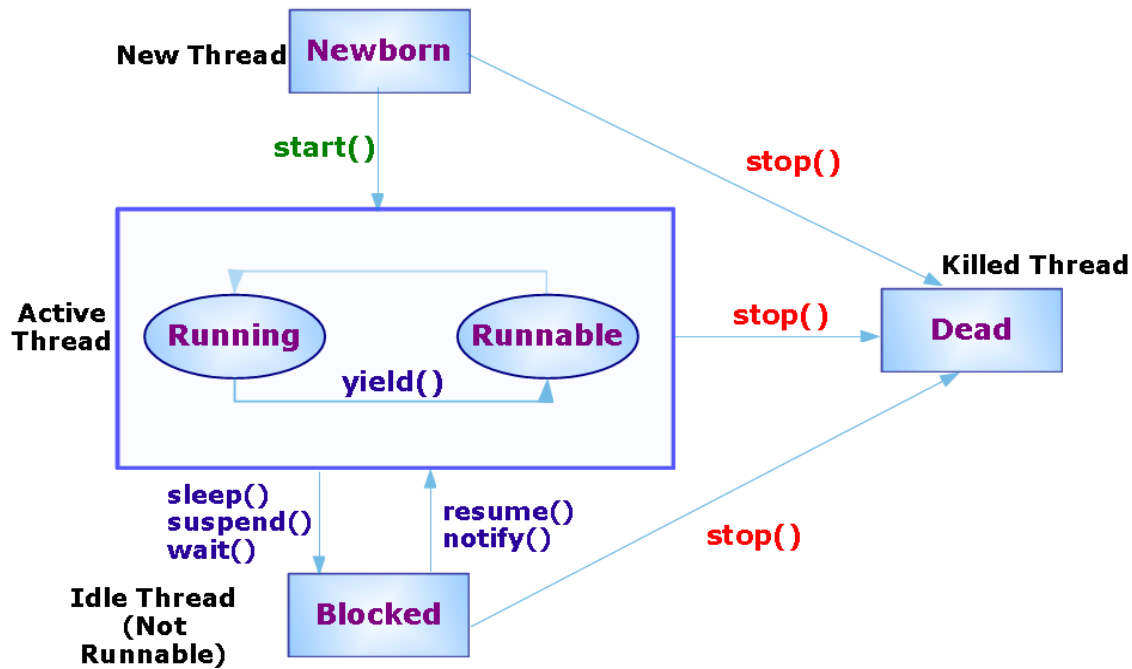 New Thread
Newborn
start()
stop()
Killed Thread
Active
Thread
Running
Runnable
yield()
stop()
Dead
sleep()
suspend()
wait()
resume()
notify()
stop()
Idle Thread
(Not
Runnable)
Blocked